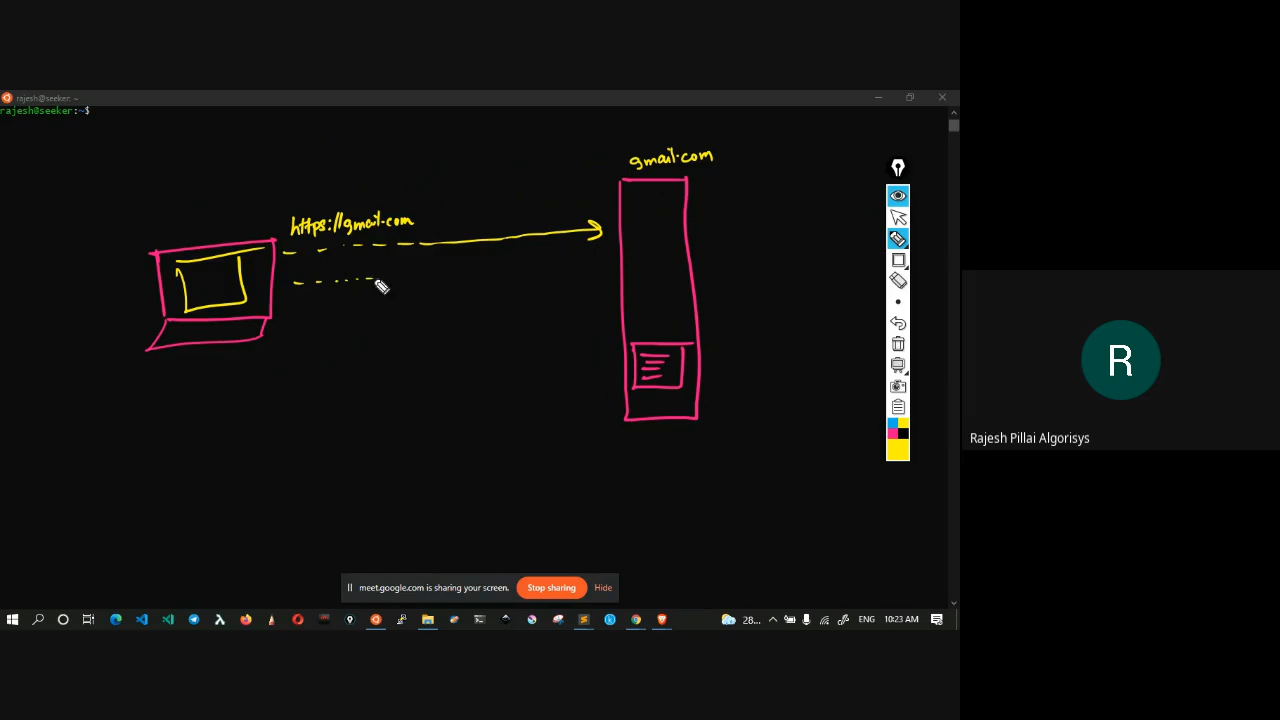 rajesh@seeker: ~
rajesh@seeker:~$
gmail.com
https://gmail.com
R
Rajesh Pillai Algorisys
meet.google.com is sharing your screen.
Stop sharing
Hide
28...
ENG
10:23 AM